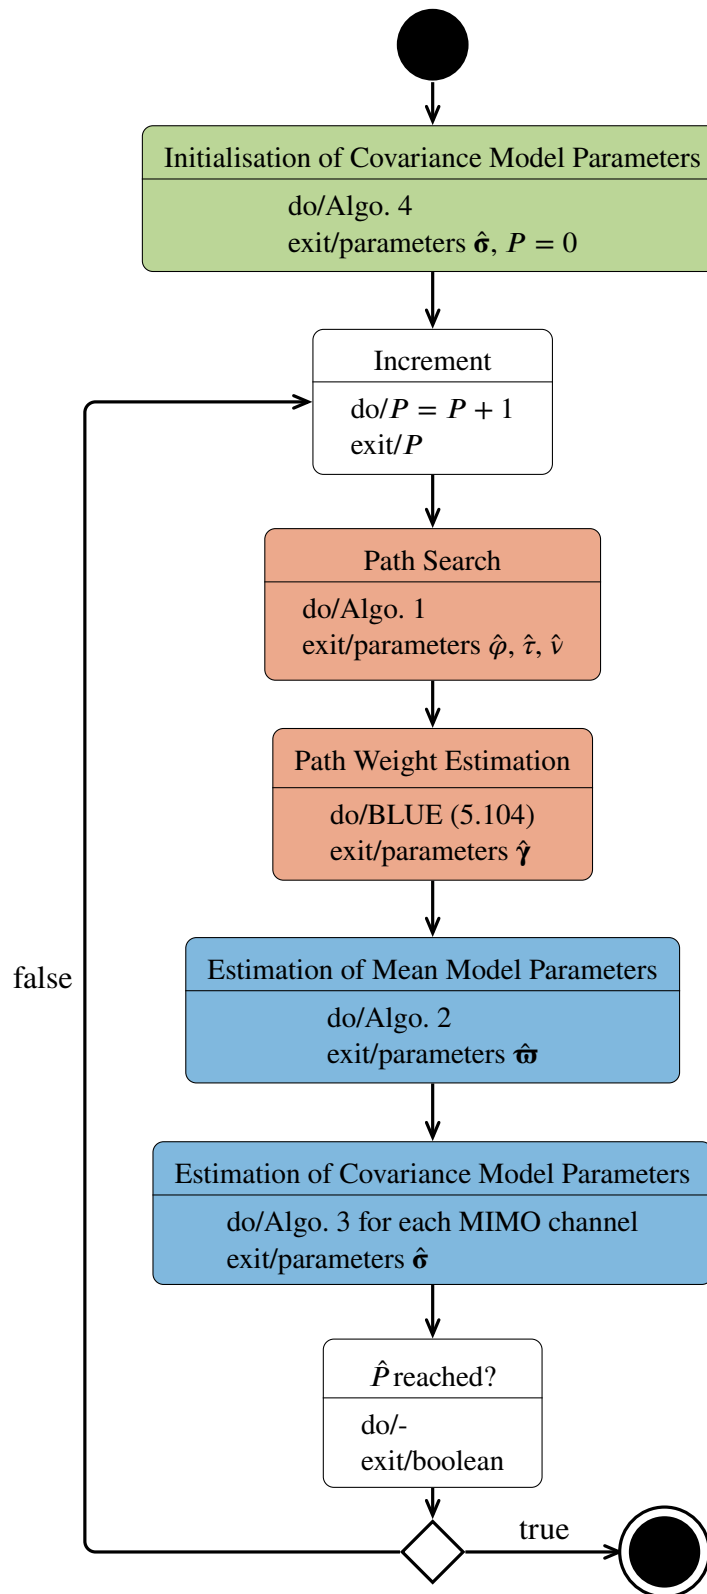 Initialisation of Covariance Model Parameters
do/Algo. 4
exit/parameters σ̂, P = 0
Increment
do/P = P + 1
exit/P
Path Search
do/Algo. 1
exit/parameters φ̂, τ̂, ν̂
Path Weight Estimation
do/BLUE (5.104)
exit/parameters γ̂
Estimation of Mean Model Parameters
do/Algo. 2
exit/parameters ϖ̂
false
Estimation of Covariance Model Parameters
do/Algo. 3 for each MIMO channel
exit/parameters σ̂
P̂ reached?
do/-
exit/boolean
true